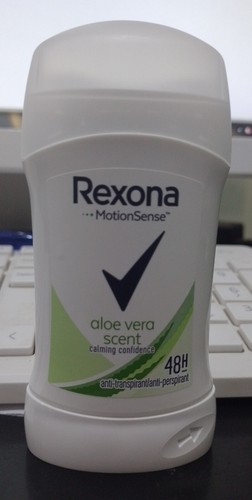 Rexona
MotionSense™
aloe vera
scent
calming confidence
48H
anti-transpirant/anti-perspirant